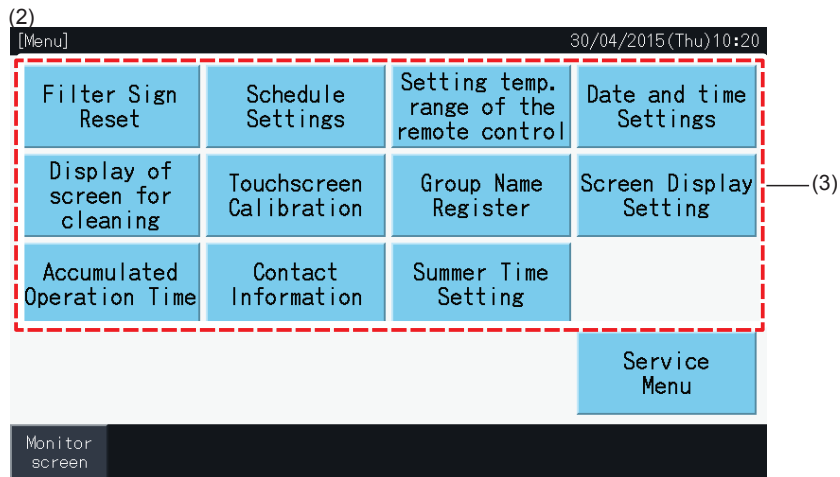 (2)
[Menu] 30/04/2015(Thu)10:20
Filter Sign
Reset
Schedule
Settings
Setting temp.
range of the
remote control
Date and time
Settings
Display of
screen for
cleaning
Touchscreen
Calibration
Group Name
Register
Screen Display
Setting
(3)
Accumulated
Operation Time
Contact
Information
Summer Time
Setting
Service
Menu
Monitor
screen